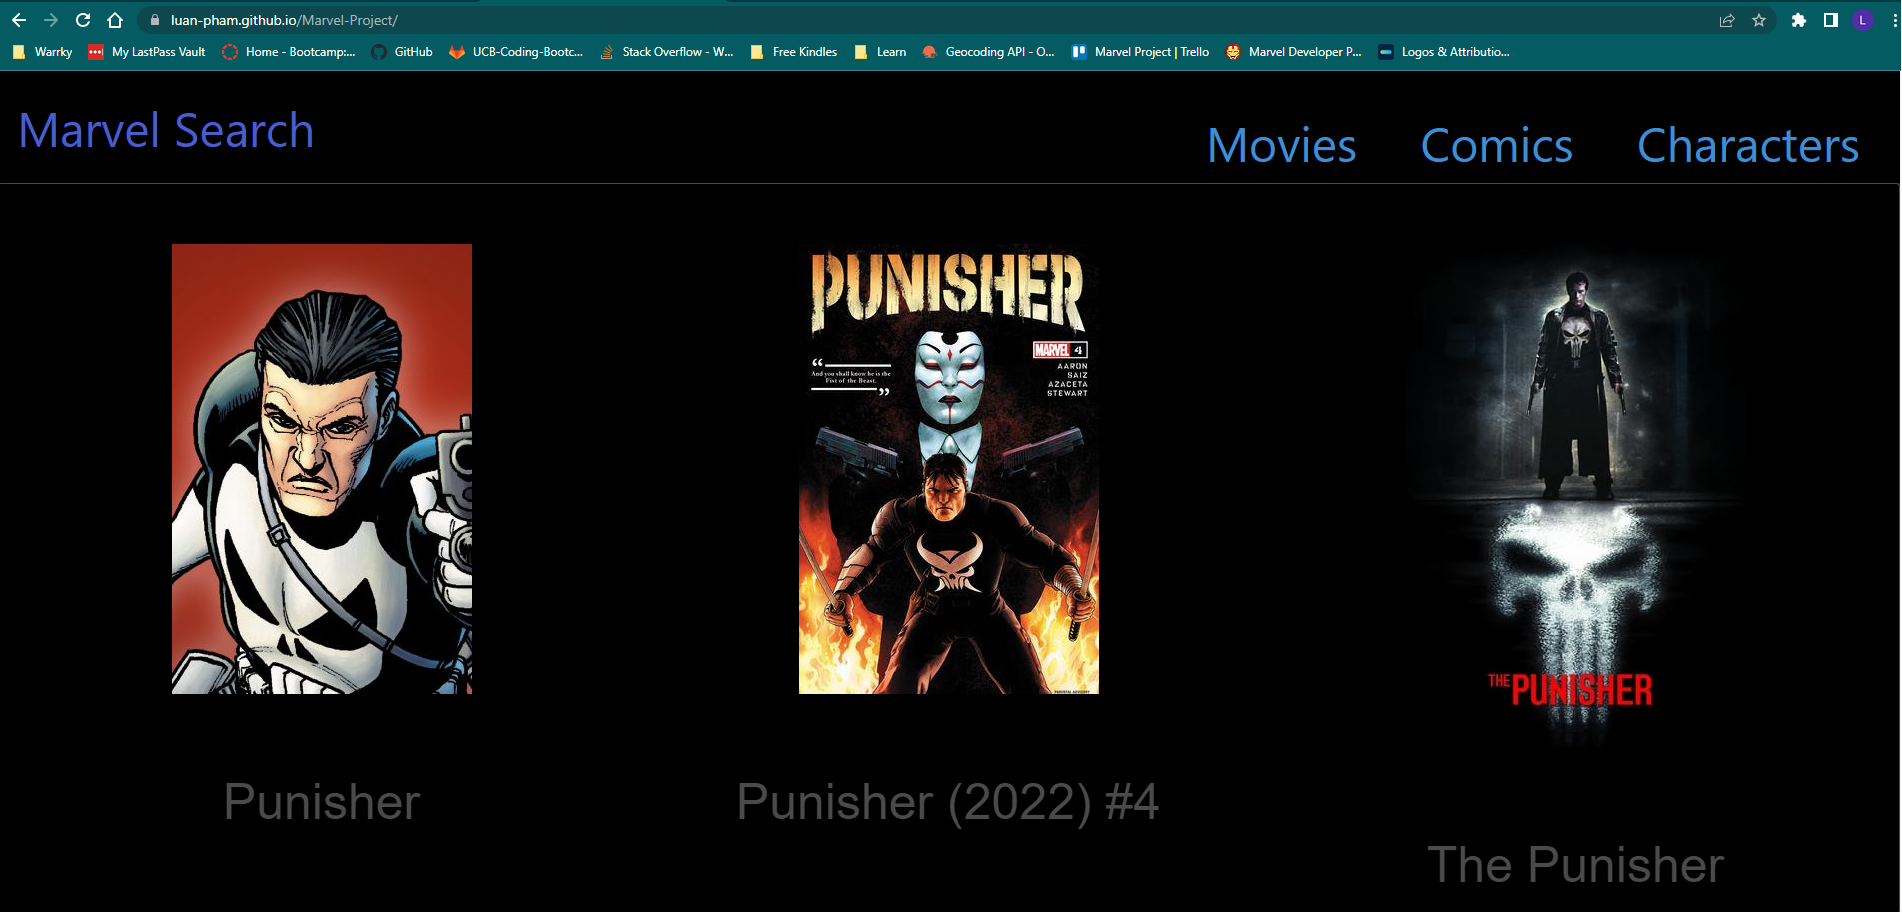 luan-pham.github.io/Marvel-Project/
L
Warrky
My LastPass Vault
Home - Bootcamp:...
GitHub
UCB-Coding-Bootc...
Stack Overflow - W...
Free Kindles
Learn
Geocoding API - O...
Marvel Project | Trello
Marvel Developer P...
Logos & Attributio...
Marvel Search
Movies
Comics
Characters
PUNISHER
MARVEL 4
AARON
SAIZ
AZACETA
STEWART
“
And you shall know he is the
Fist of the Beast.
”
PARENTAL ADVISORY
THE PUNISHER
Punisher
Punisher (2022) #4
The Punisher